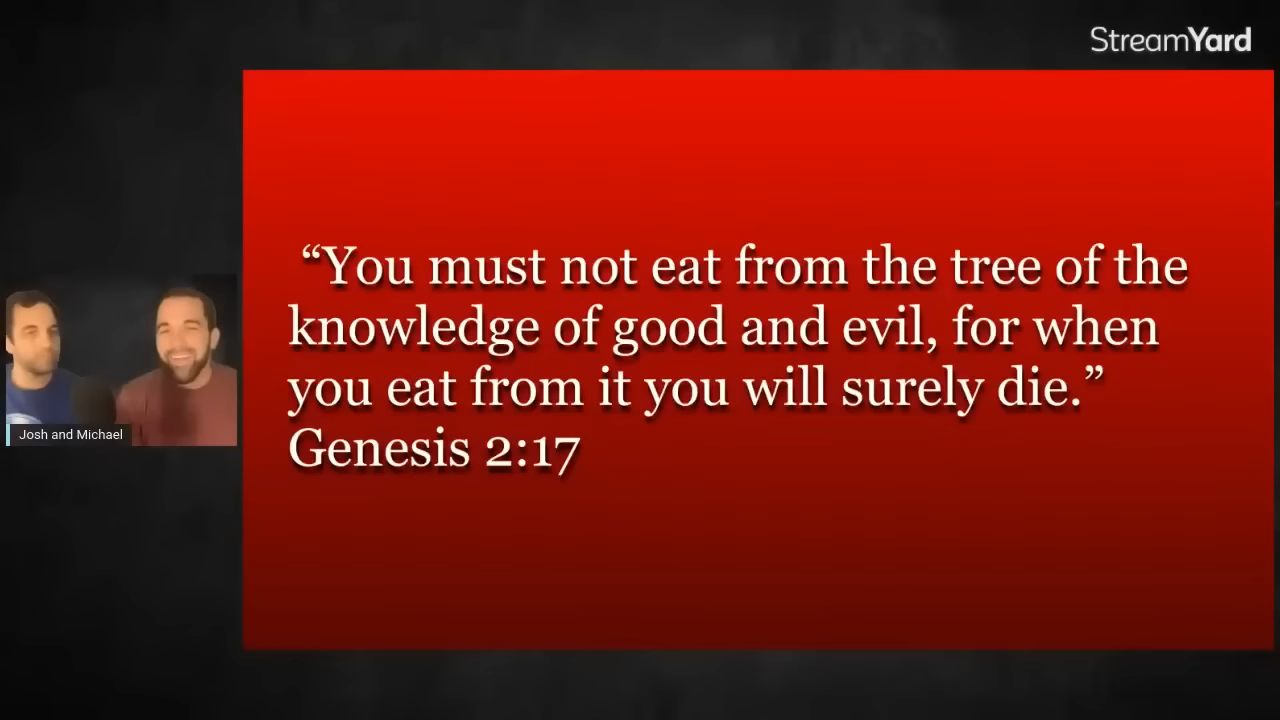 StreamYard
“You must not eat from the tree of the
knowledge of good and evil, for when
you eat from it you will surely die.”
Genesis 2:17
Josh and Michael